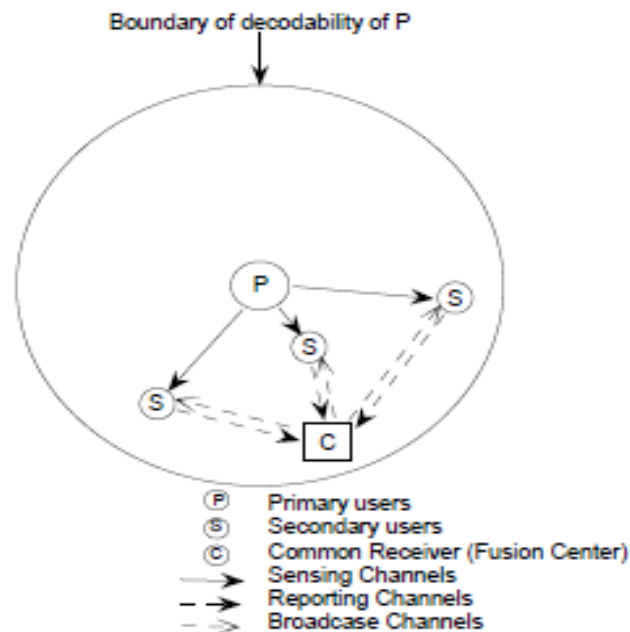 Boundary of decodability of P
P
S
S
S
C
P Primary users
S Secondary users
C Common Receiver (Fusion Center)
Sensing Channels
Reporting Channels
Broadcase Channels